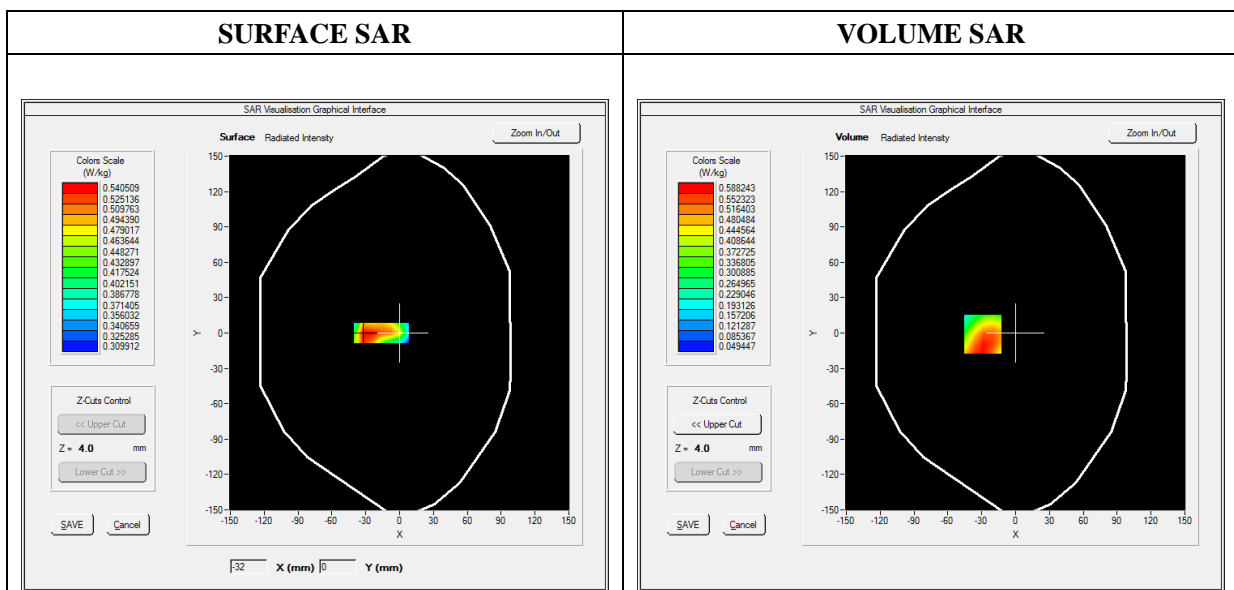 SURFACE SAR
VOLUME SAR
SAR Visualisation Graphical Interface
Surface Radiated Intensity
Zoom In/Out
Colors Scale
(W/kg)
0.540509
0.525136
0.509763
0.494390
0.479017
0.463644
0.448271
0.432897
0.417524
0.402151
0.386778
0.371405
0.356032
0.340659
0.325285
0.309912
Z-Cuts Control
<< Upper Cut
Z = 4.0 mm
Lower Cut >>
SAVE Cancel
150
120
90
60
30
0
-30
-60
-90
-120
-150
Y
-150 -120 -90 -60 -30 0 30 60 90 120 150
X
-32 X (mm) 0 Y (mm)
SAR Visualisation Graphical Interface
Volume Radiated Intensity
Zoom In/Out
Colors Scale
(W/kg)
0.588243
0.552323
0.516403
0.480484
0.444564
0.408644
0.372725
0.336805
0.300885
0.264965
0.229046
0.193126
0.157206
0.121287
0.085367
0.049447
Z-Cuts Control
<< Upper Cut
Z = 4.0 mm
Lower Cut >>
SAVE Cancel
150
120
90
60
30
0
-30
-60
-90
-120
-150
Y
-150 -120 -90 -60 -30 0 30 60 90 120 150
X